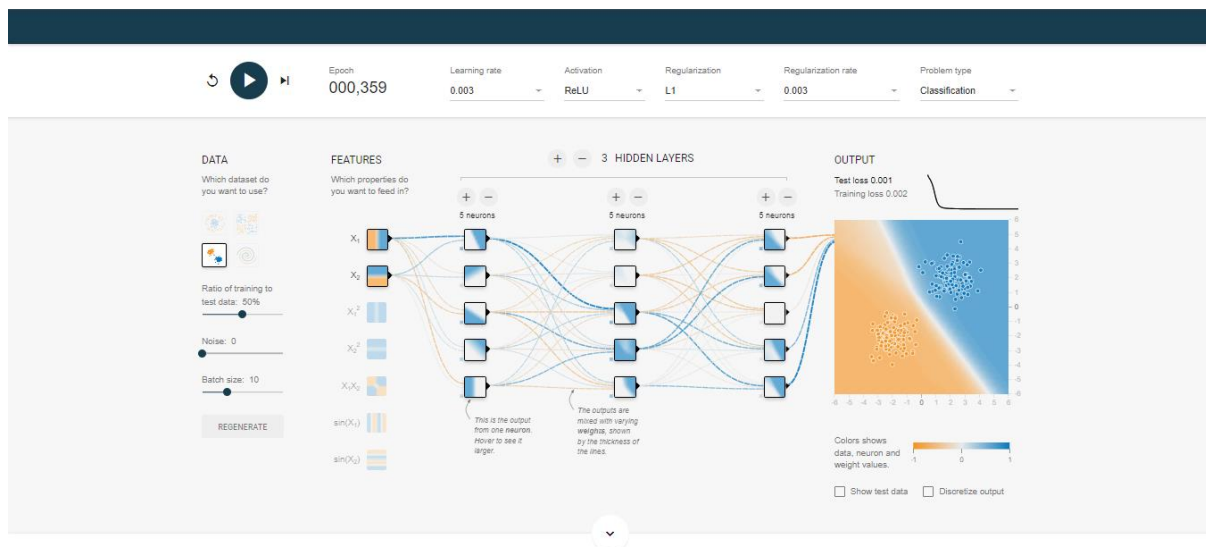 Epoch
000,359
Learning rate
0.003
Activation
ReLU
Regularization
L1
Regularization rate
0.003
Problem type
Classification
DATA
Which dataset do
you want to use?
Ratio of training to
test data: 50%
Noise: 0
Batch size: 10
REGENERATE
FEATURES
Which properties do
you want to feed in?
X₁
X₂
X₁²
X₂²
X₁X₂
sin(X₁)
sin(X₂)
+ − 3 HIDDEN LAYERS
+ − + − + −
5 neurons 5 neurons 5 neurons
This is the output
from one neuron.
Hover to see it
larger.
The outputs are
mixed with varying
weights, shown
by the thickness of
the lines.
OUTPUT
Test loss 0.001
Training loss 0.002
6
5
4
3
2
1
0
-1
-2
-3
-4
-5
-6
-6 -5 -4 -3 -2 -1 0 1 2 3 4 5 6
Colors shows
data, neuron and
weight values.
-1 0 1
Show test data Discretize output